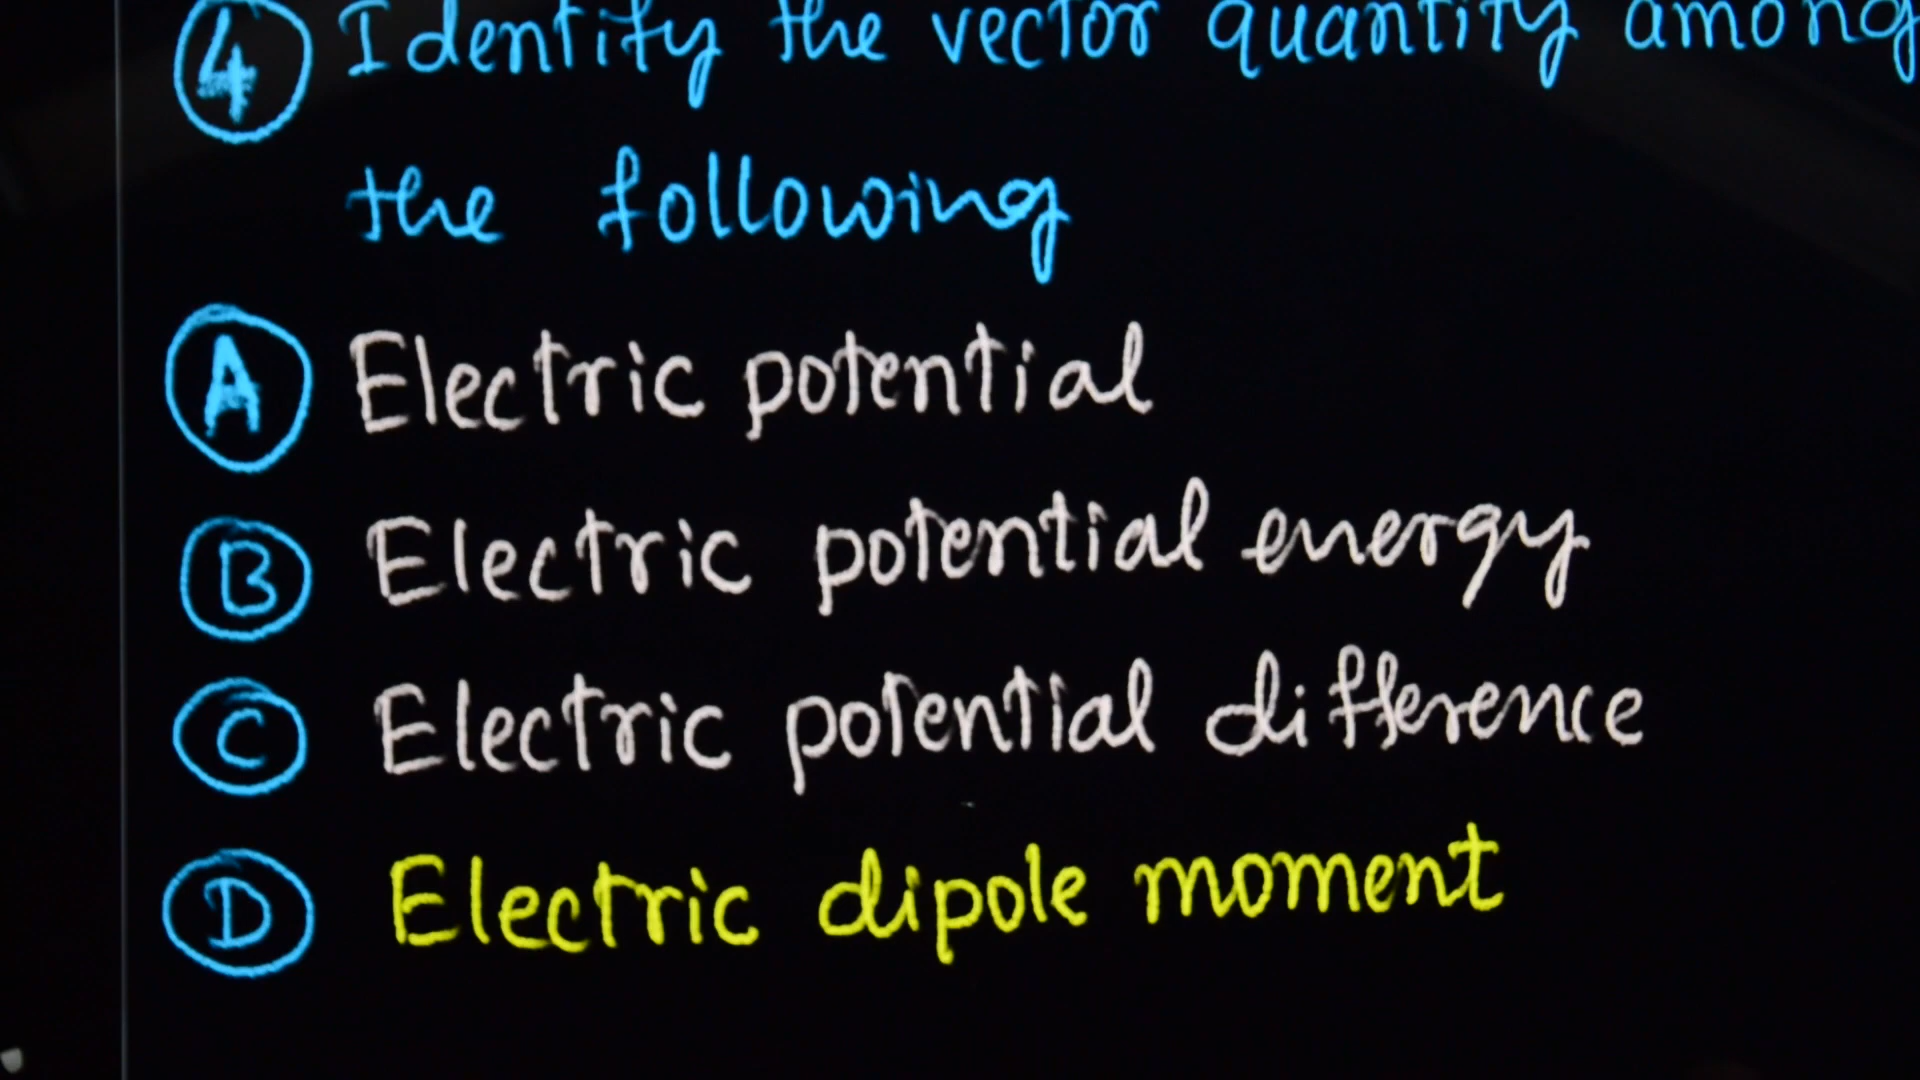 4 Identify the vector quantity among
the following
A Electric potential
B Electric potential energy
C Electric potential difference
D Electric dipole moment